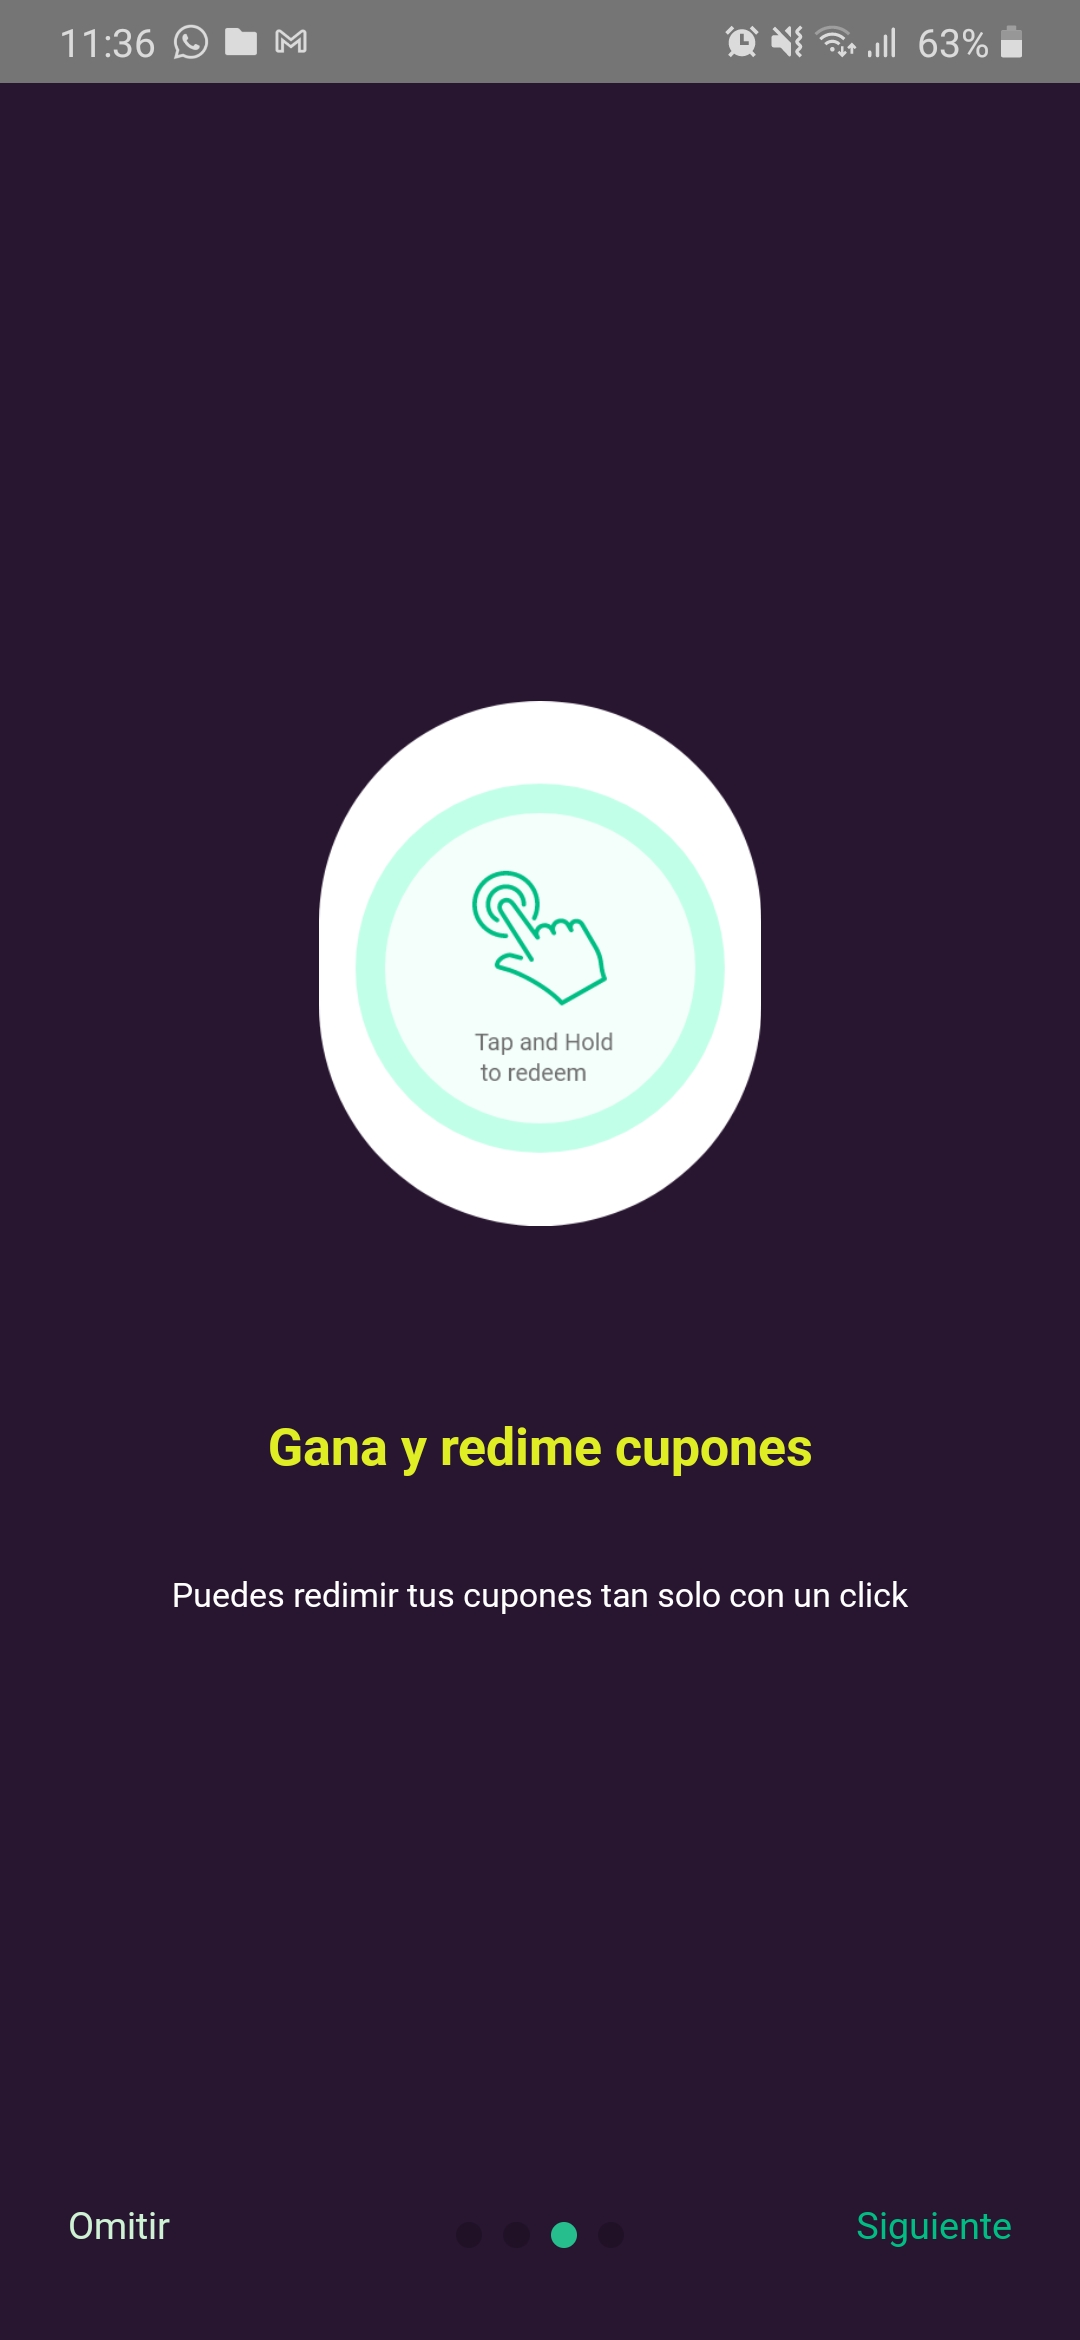 11:36 63%
Tap and Hold
to redeem
Gana y redime cupones
Puedes redimir tus cupones tan solo con un click
Omitir Siguiente